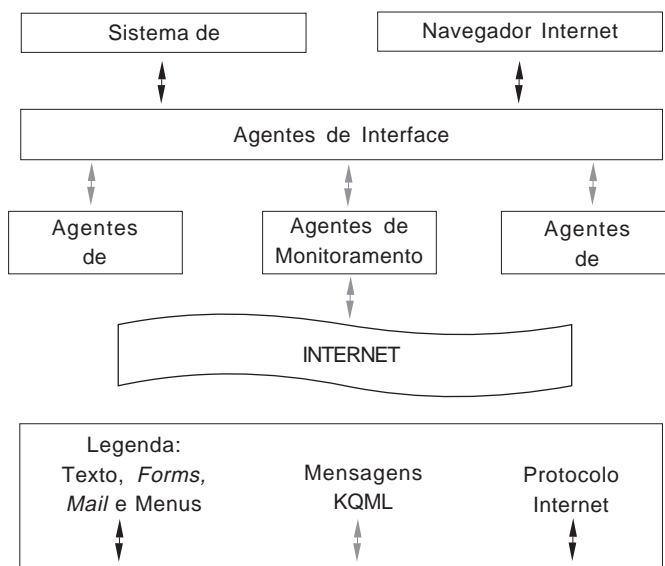 Sistema de
Navegador Internet
Agentes de Interface
Agentes
de
Agentes de
Monitoramento
Agentes
de
INTERNET
Legenda:
Texto, Forms,
Mail e Menus
Mensagens
KQML
Protocolo
Internet